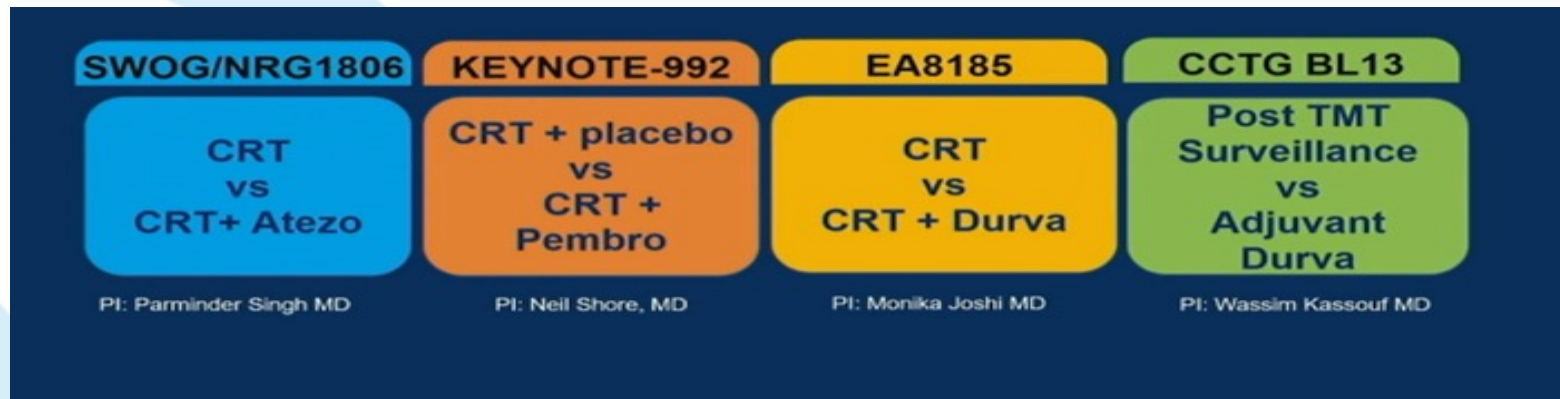 SWOG/NRG1806
CRT
vs
CRT+ Atezo
PI: Parminder Singh MD
KEYNOTE-992
CRT + placebo
vs
CRT +
Pembro
PI: Neil Shore, MD
EA8185
CRT
vs
CRT + Durva
PI: Monika Joshi MD
CCTG BL13
Post TMT
Surveillance
vs
Adjuvant
Durva
PI: Wassim Kassouf MD